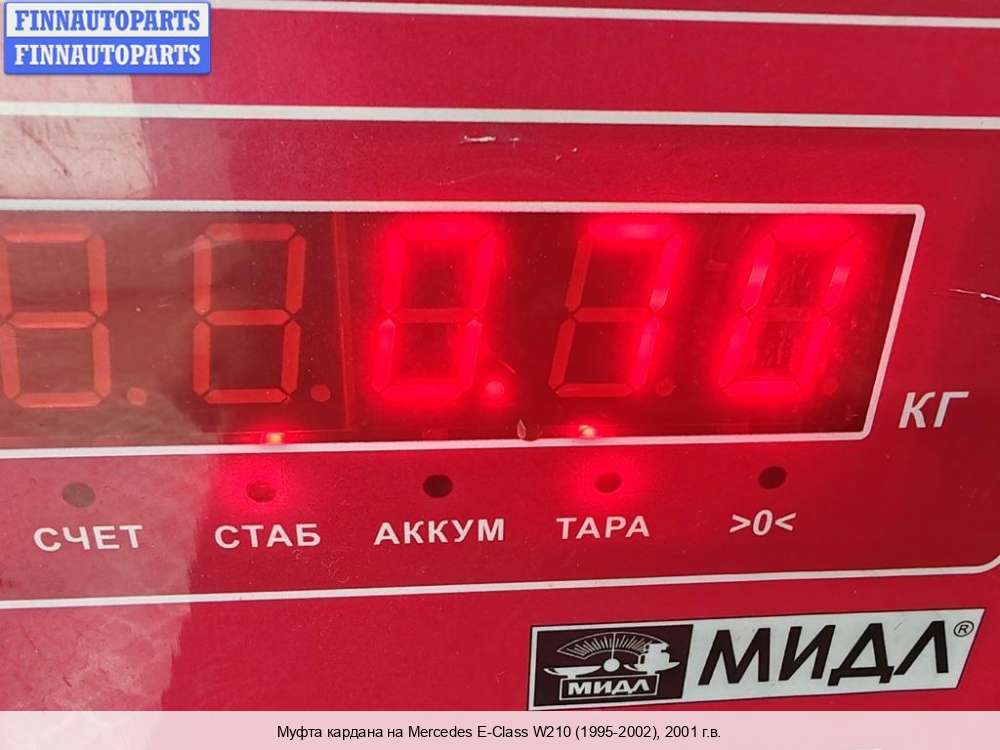 FINNAUTOPARTS
FINNAUTOPARTS
0.70
КГ
СЧЕТ СТАБ АККУМ ТАРА >0<
МИДЛ МИДЛ®
Муфта кардана на Mercedes E-Class W210 (1995-2002), 2001 г.в.